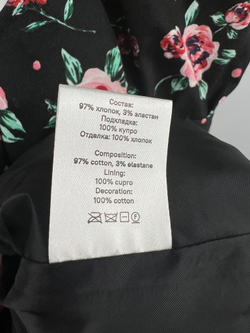 Состав:
97% хлопок, 3% эластан
Подкладка:
100% купро
Отделка: 100% хлопок
Composition:
97% cotton, 3% elastane
Lining:
100% cupro
Decoration:
100% cotton